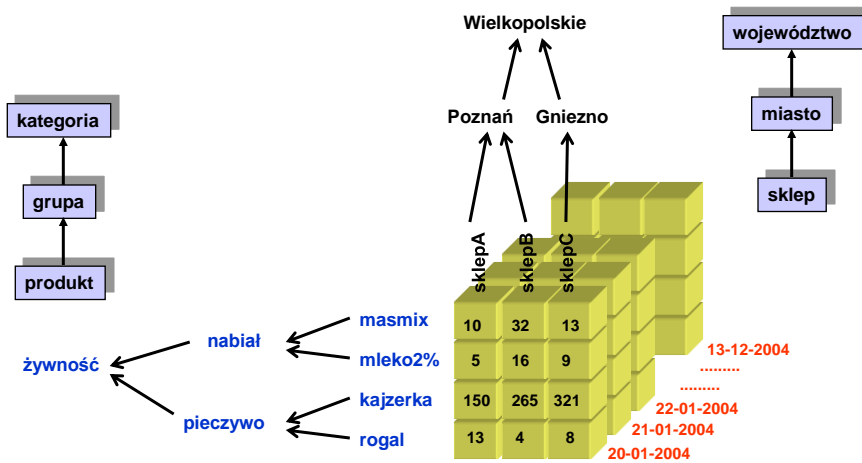 Wielkopolskie
województwo
kategoria
Poznań Gniezno
miasto
grupa
sklep
produkt
sklepA sklepB sklepC
masmix 10 32 13
nabiał
żywność
mleko2% 5 16 9
kajzerka 150 265 321
pieczywo
rogal 13 4 8
13-12-2004
.........
.........
22-01-2004
21-01-2004
20-01-2004